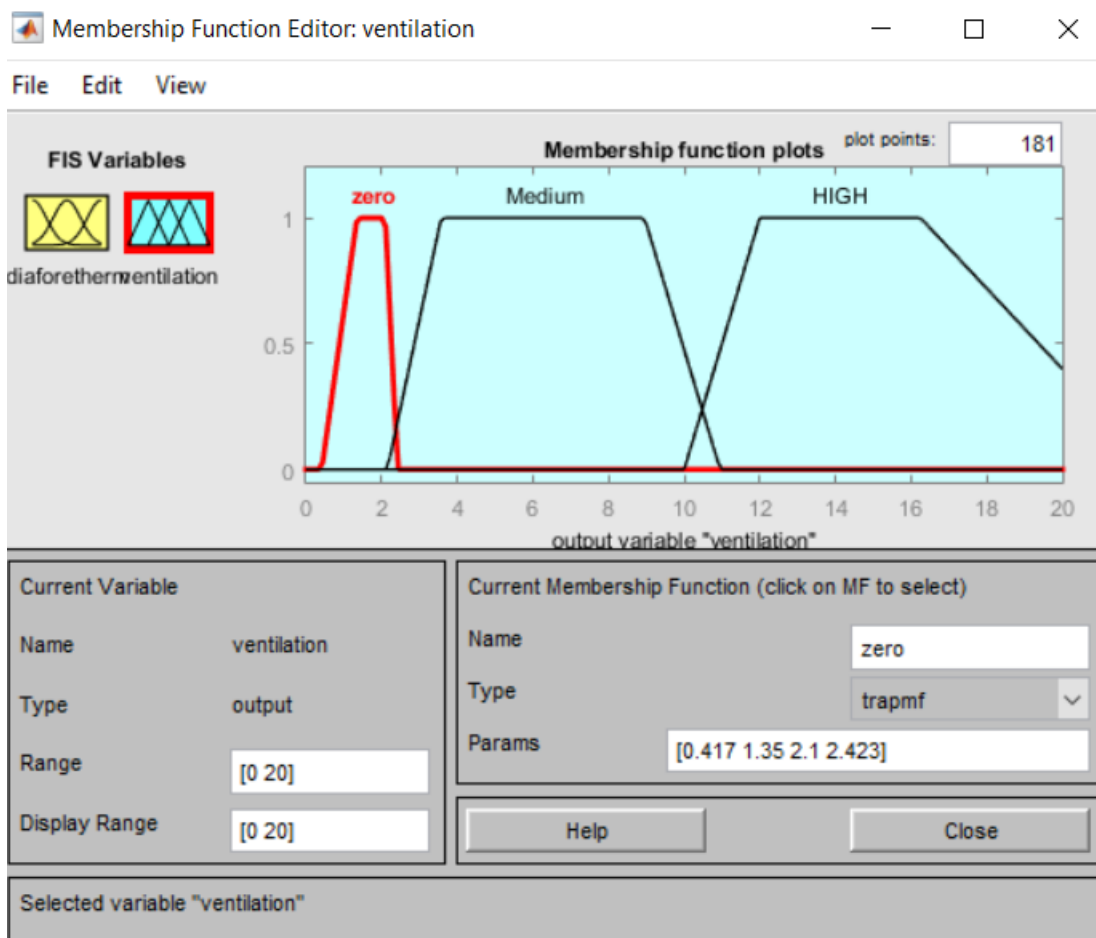 Membership Function Editor: ventilation
File Edit View
FIS Variables
diaforetherm
ventilation
Membership function plots
plot points: 181
zero Medium HIGH
1
0.5
0
0 2 4 6 8 10 12 14 16 18 20
output variable "ventilation"
Current Variable
Name ventilation
Type output
Range [0 20]
Display Range [0 20]
Current Membership Function (click on MF to select)
Name zero
Type trapmf
Params [0.417 1.35 2.1 2.423]
Help Close
Selected variable "ventilation"